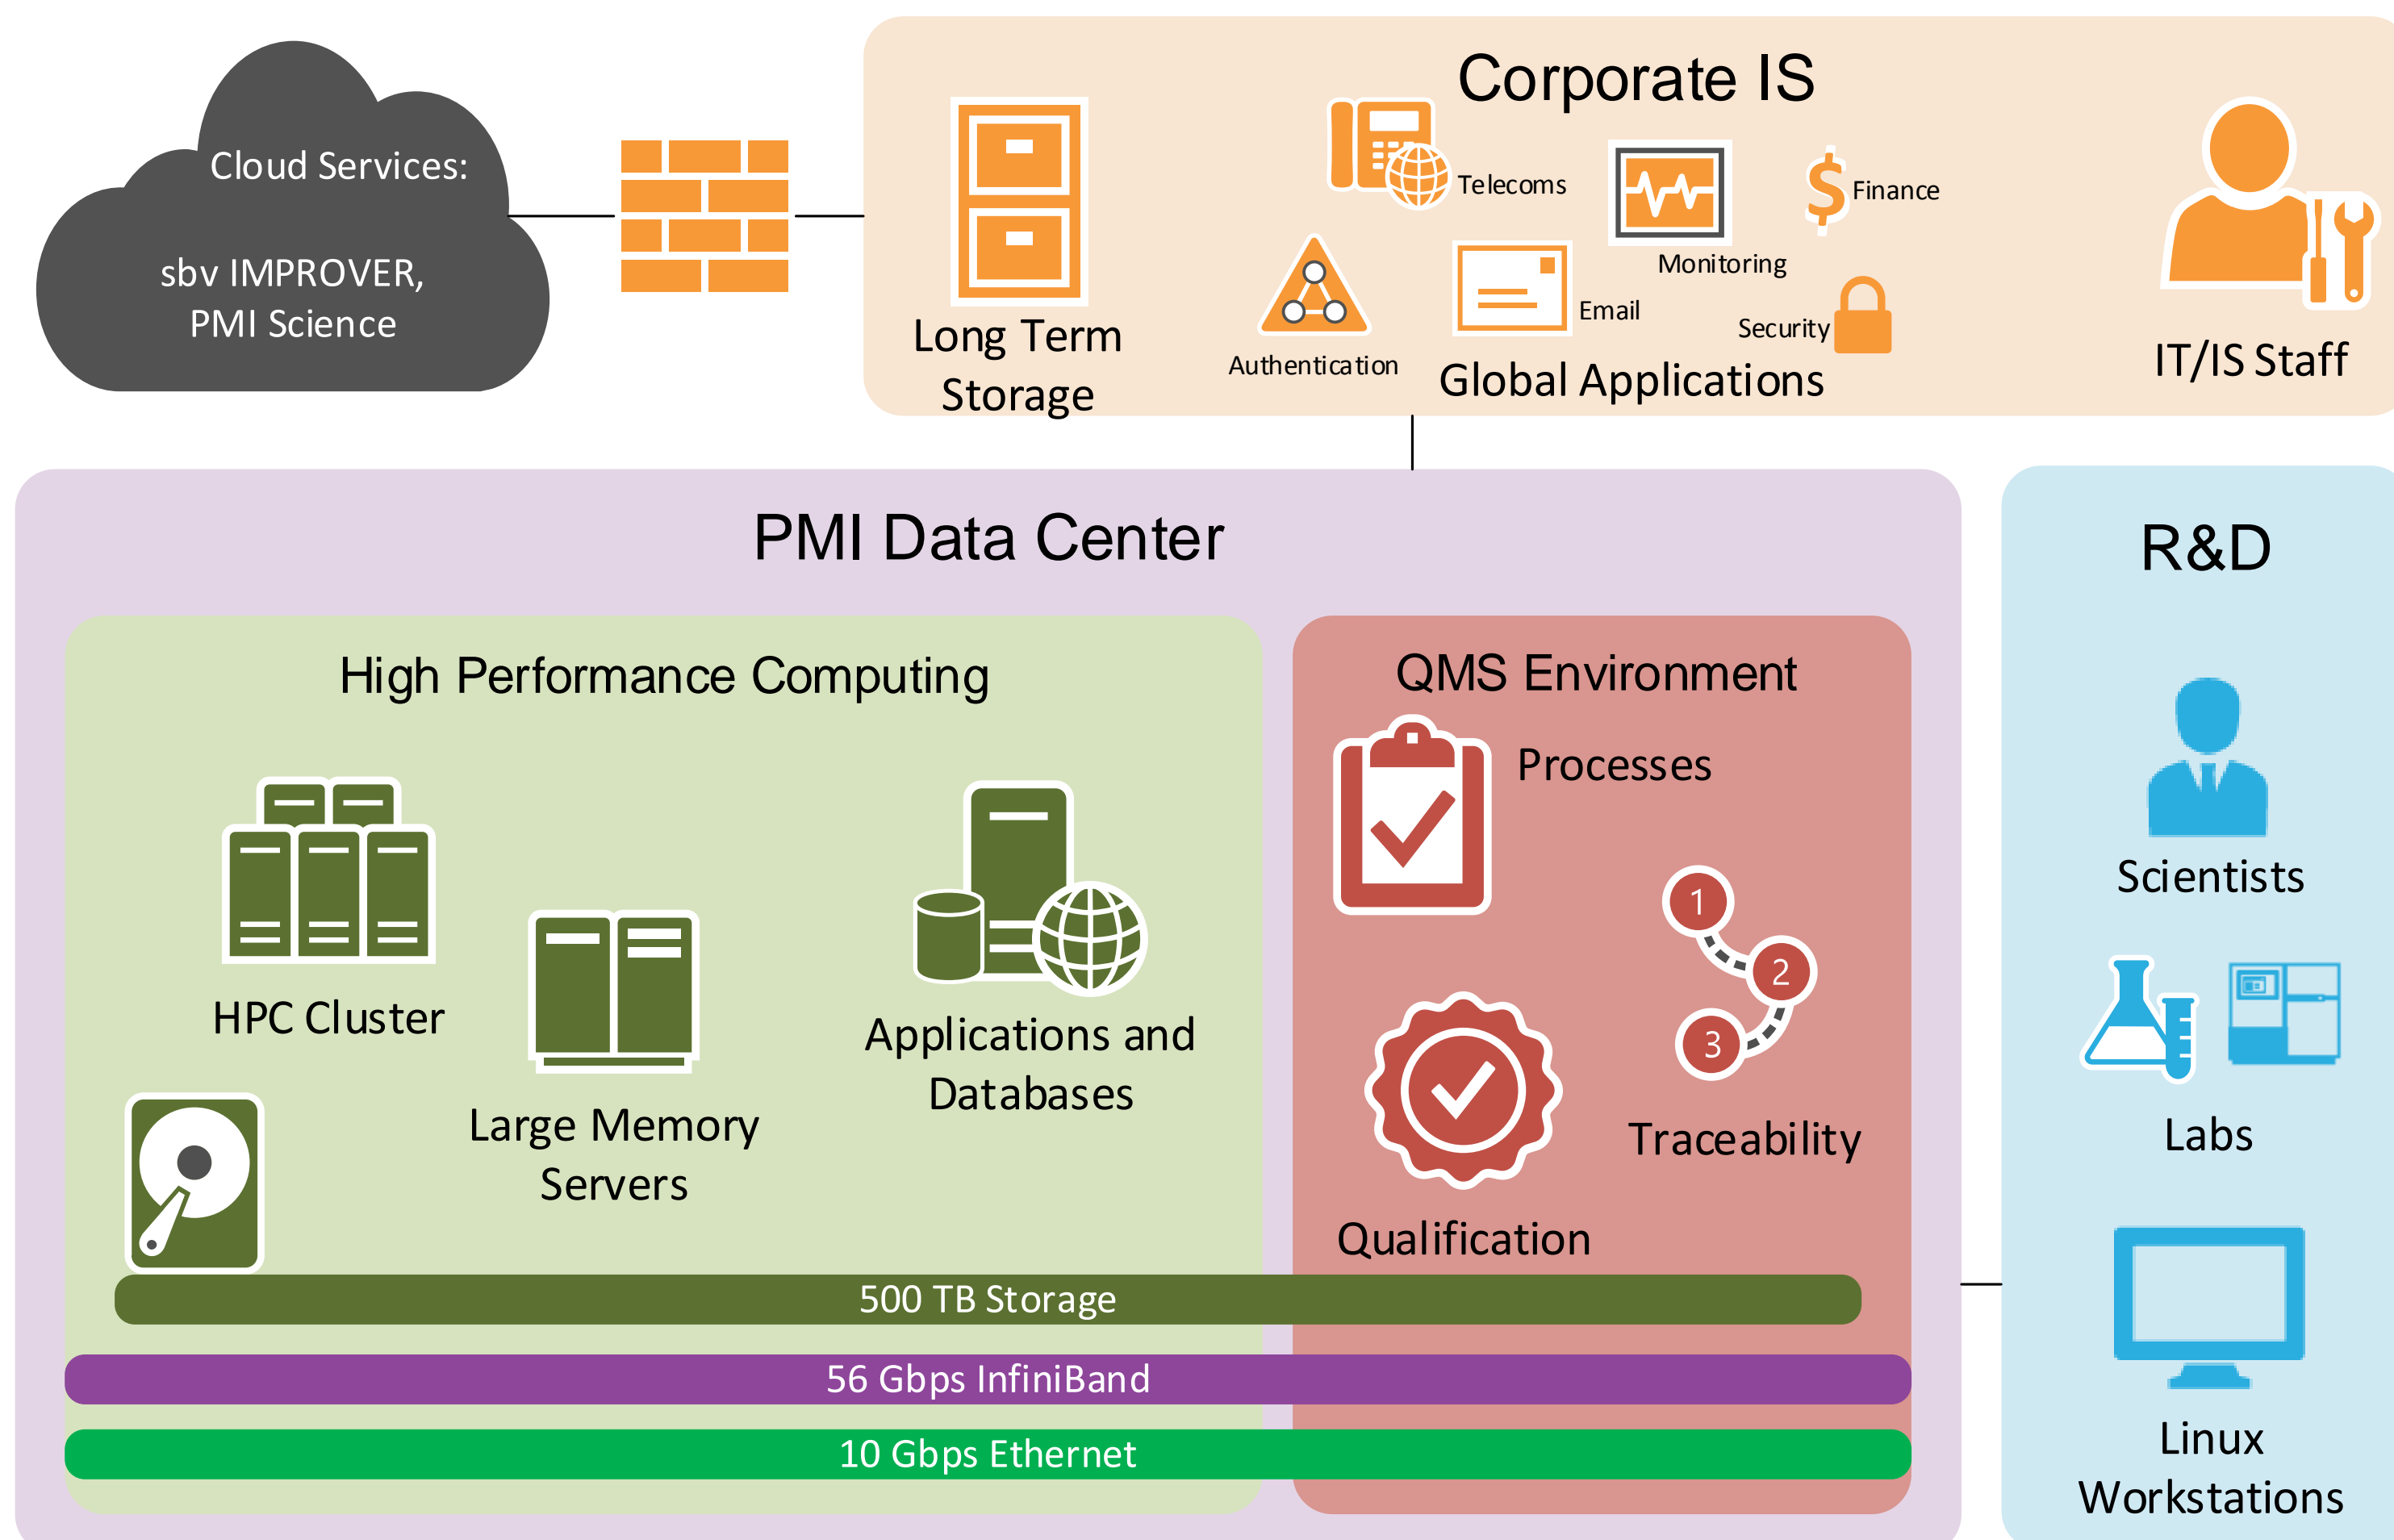 Cloud Services:
sbv IMPROVER,
PMI Science
Corporate IS
Long Term
Storage
Telecoms
Finance
Monitoring
Authentication
Email
Security
Global Applications
IT/IS Staff
PMI Data Center
High Performance Computing
HPC Cluster
Large Memory
Servers
Applications and
Databases
QMS Environment
Processes
1
2
3
Traceability
Qualification
500 TB Storage
56 Gbps InfiniBand
10 Gbps Ethernet
R&D
Scientists
Labs
Linux
Workstations